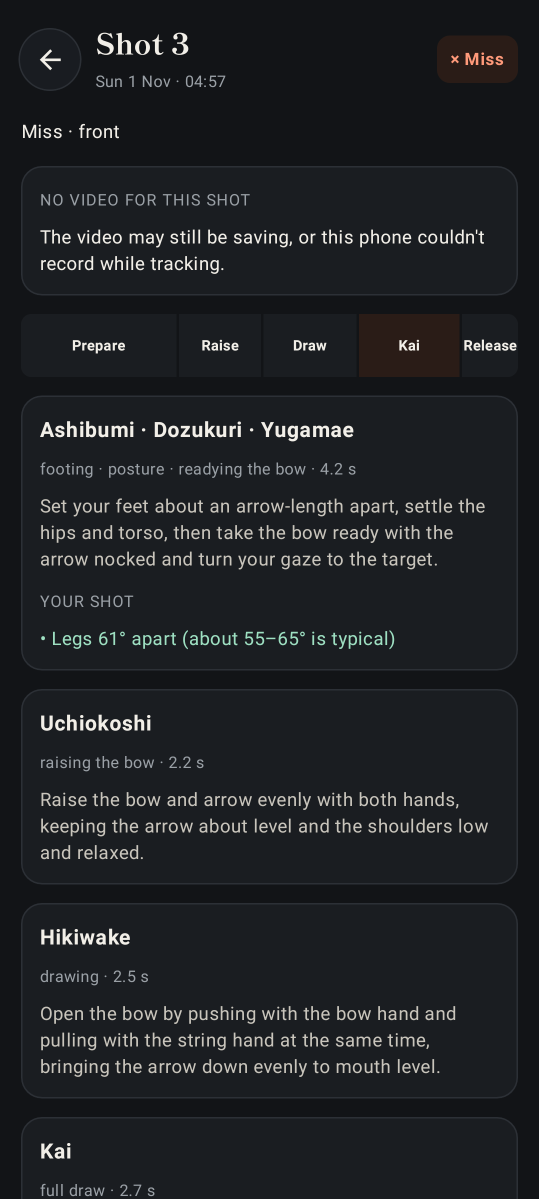 Shot 3
Sun 1 Nov · 04:57
× Miss
Miss · front
NO VIDEO FOR THIS SHOT
The video may still be saving, or this phone couldn't
record while tracking.
Prepare
Raise
Draw
Kai
Release
Ashibumi · Dozukuri · Yugamae
footing · posture · readying the bow · 4.2 s
Set your feet about an arrow-length apart, settle the
hips and torso, then take the bow ready with the
arrow nocked and turn your gaze to the target.
YOUR SHOT
• Legs 61° apart (about 55–65° is typical)
Uchiokoshi
raising the bow · 2.2 s
Raise the bow and arrow evenly with both hands,
keeping the arrow about level and the shoulders low
and relaxed.
Hikiwake
drawing · 2.5 s
Open the bow by pushing with the bow hand and
pulling with the string hand at the same time,
bringing the arrow down evenly to mouth level.
Kai
full draw · 2.7 s